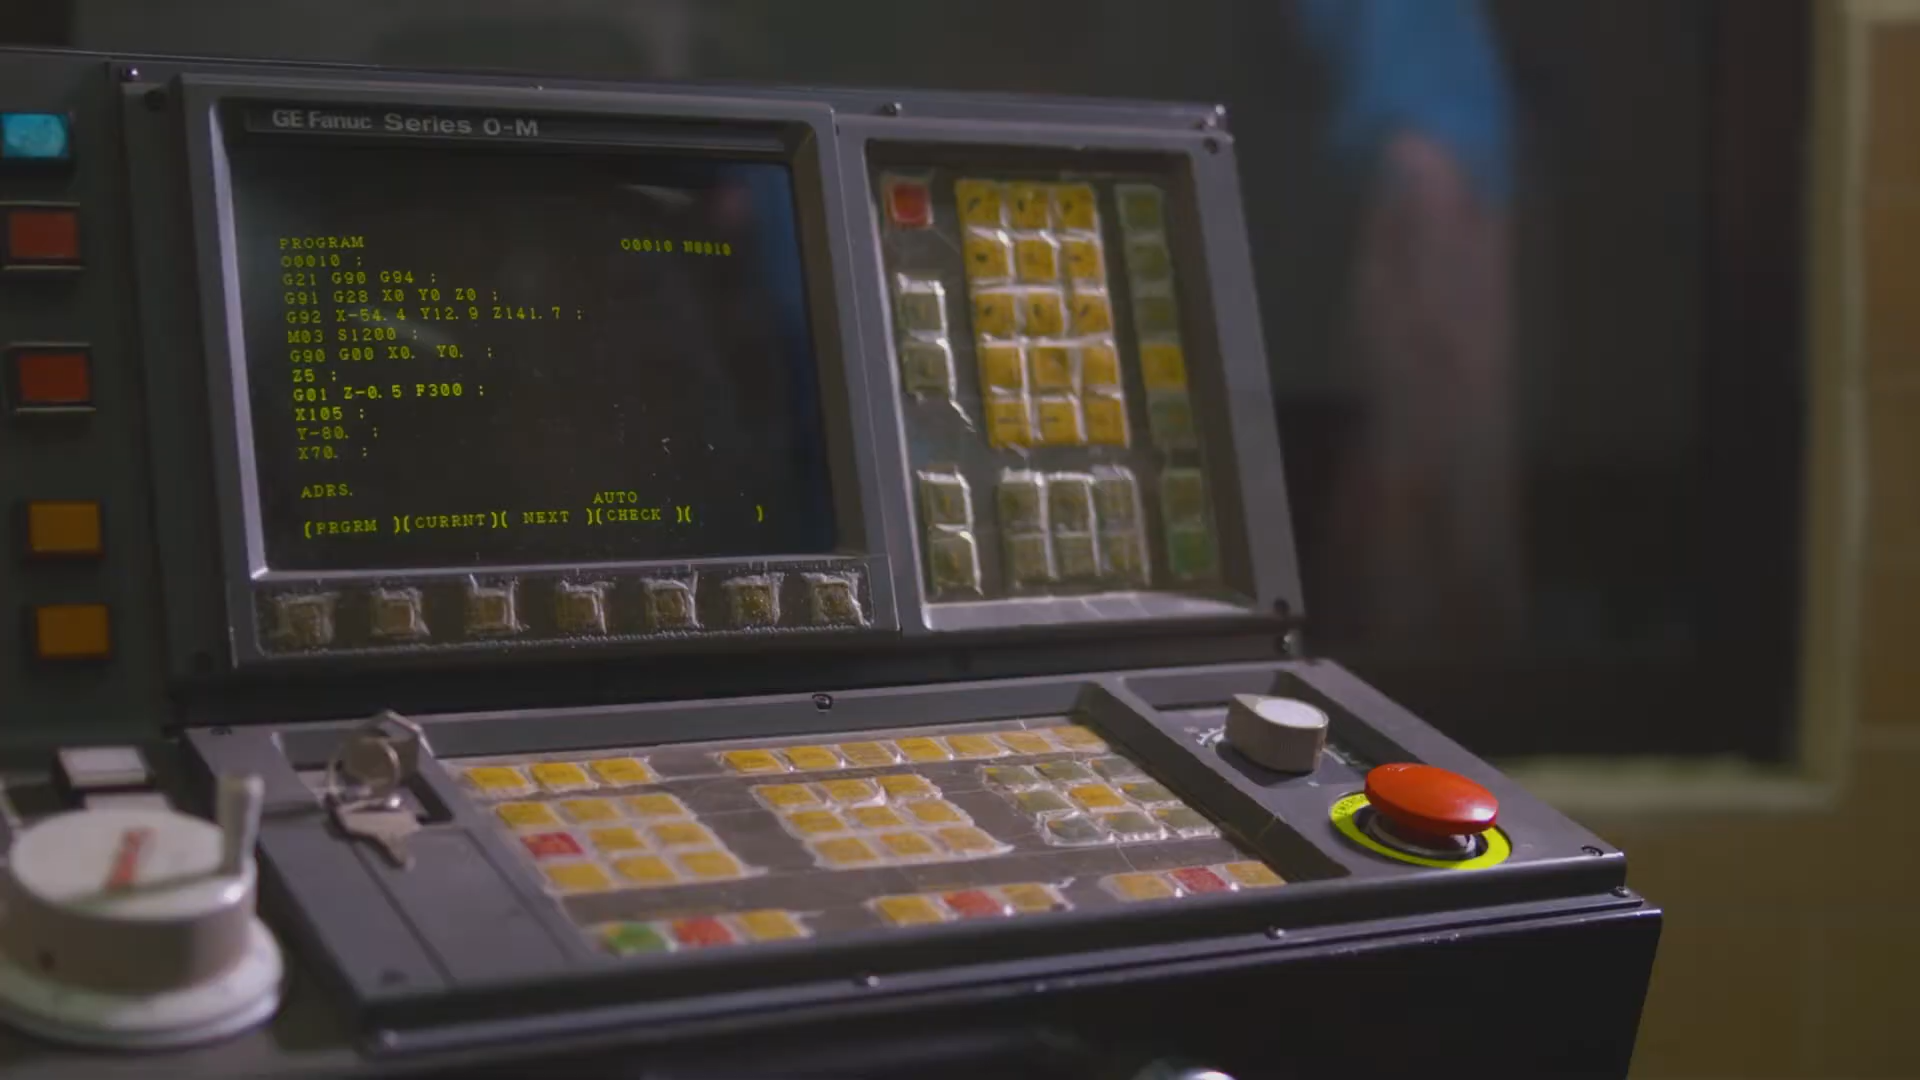 GE Fanuc Series O-M
PROGRAM O0010 N0010
O0010 ;
G21 G90 G94 ;
G91 G28 X0 Y0 Z0 ;
G92 X-54.4 Y12.9 Z141.7 ;
M03 S1200 ;
G90 G00 X0. Y0. ;
Z5 ;
G01 Z-0.5 F300 ;
X105 ;
Y-80. ;
X70. ;
ADRS.
AUTO
(PRGRM )(CURRNT)( NEXT )(CHECK )( )